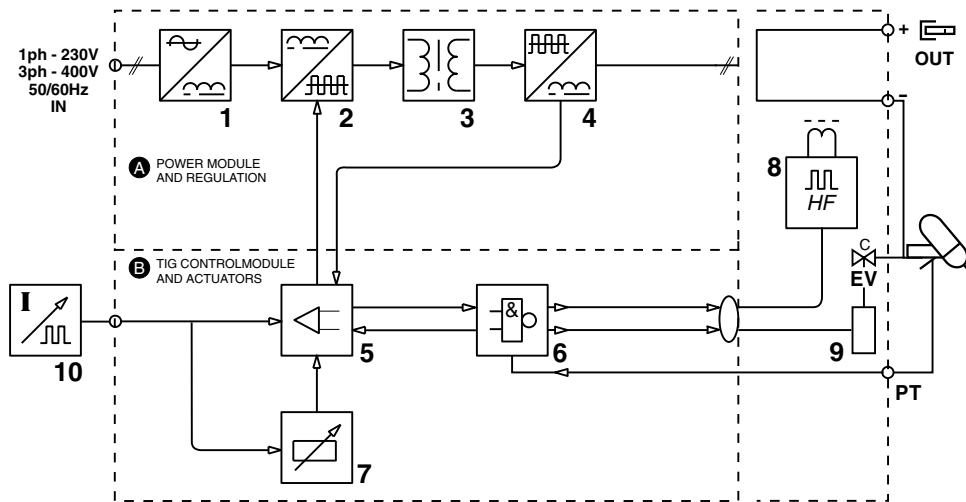 1ph - 230V
3ph - 400V
50/60Hz
IN
1
2
3
4
+
OUT
-
A POWER MODULE
AND REGULATION
8
HF
B TIG CONTROLMODULE
AND ACTUATORS
C
EV
I
10
5
&
6
9
PT
7